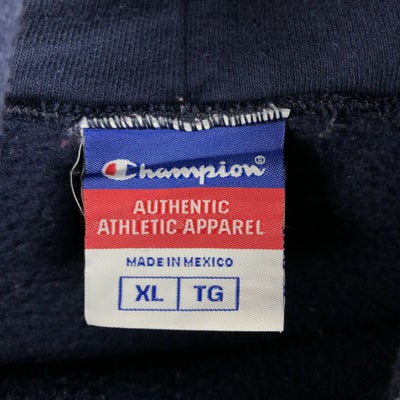 Champion®
AUTHENTIC
ATHLETIC APPAREL
MADE IN MEXICO
XL TG